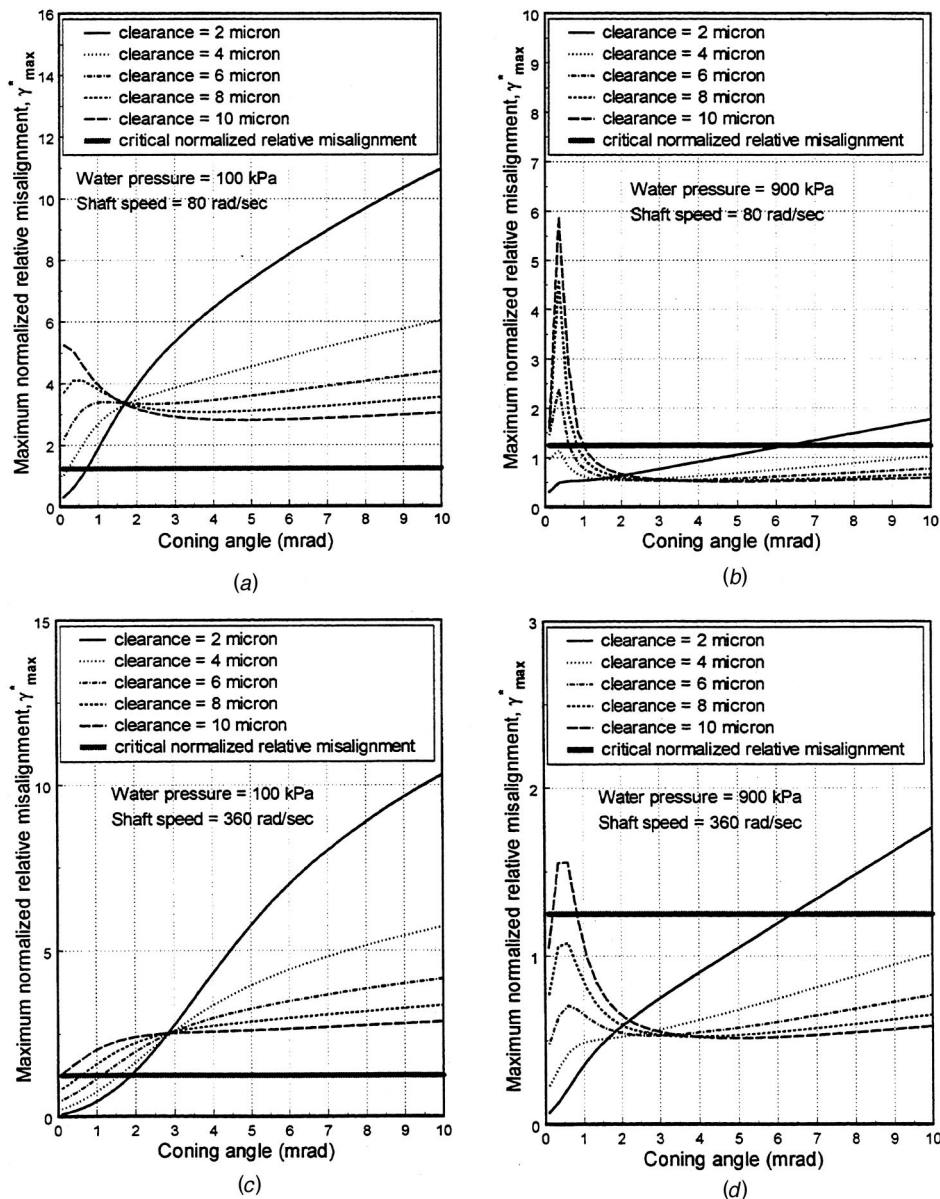 16
14
12
10
8
6
4
2
0
Maximum normalized relative misalignment, γ*max
clearance = 2 micron
clearance = 4 micron
clearance = 6 micron
clearance = 8 micron
clearance = 10 micron
critical normalized relative misalignment
Water pressure = 100 kPa
Shaft speed = 80 rad/sec
0 1 2 3 4 5 6 7 8 9 10
Coning angle (mrad)
(a)
10
9
8
7
6
5
4
3
2
1
0
Maximum normalized relative misalignment, γ*max
clearance = 2 micron
clearance = 4 micron
clearance = 6 micron
clearance = 8 micron
clearance = 10 micron
critical normalized relative misalignment
Water pressure = 900 kPa
Shaft speed = 80 rad/sec
0 1 2 3 4 5 6 7 8 9 10
Coning angle (mrad)
(b)
15
10
5
0
Maximum normalized relative misalignment, γ*max
clearance = 2 micron
clearance = 4 micron
clearance = 6 micron
clearance = 8 micron
clearance = 10 micron
critical normalized relative misalignment
Water pressure = 100 kPa
Shaft speed = 360 rad/sec
0 1 2 3 4 5 6 7 8 9 10
Coning angle (mrad)
(c)
3
2
1
0
Maximum normalized relative misalignment, γ*max
clearance = 2 micron
clearance = 4 micron
clearance = 6 micron
clearance = 8 micron
clearance = 10 micron
critical normalized relative misalignment
Water pressure = 900 kPa
Shaft speed = 360 rad/sec
0 1 2 3 4 5 6 7 8 9 10
Coning angle (mrad)
(d)